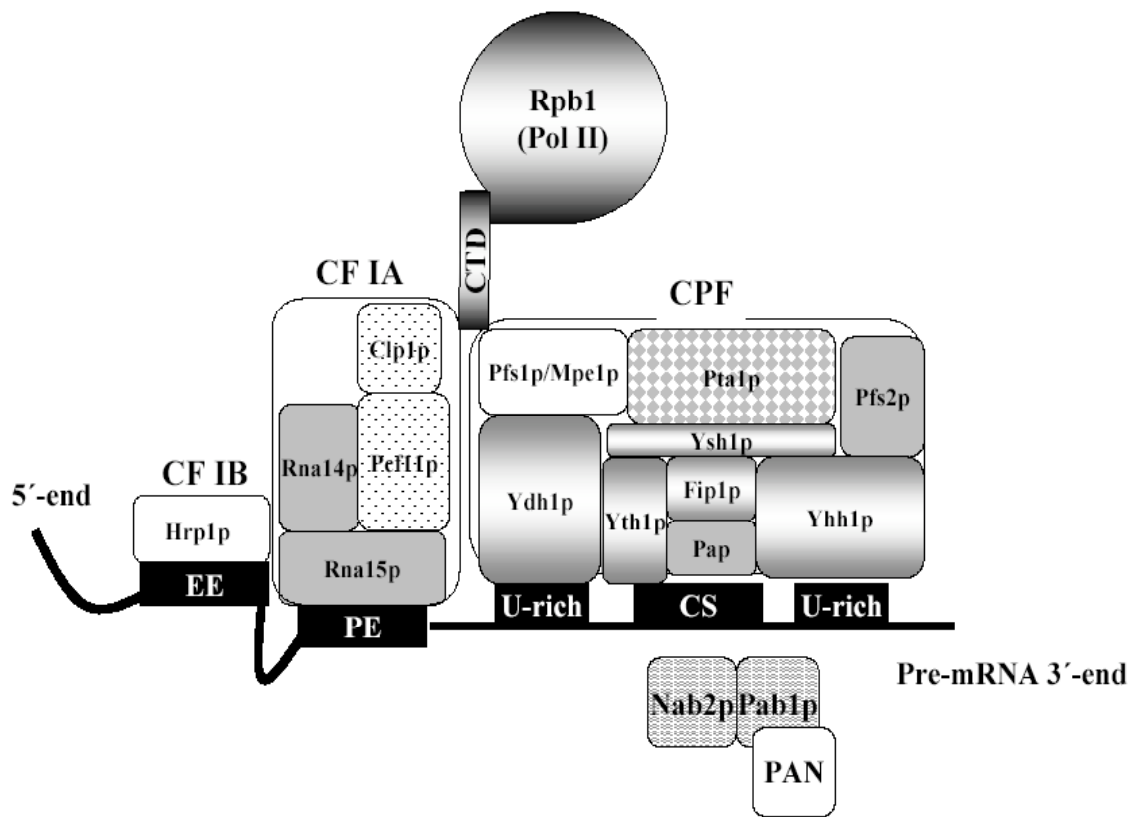 Rpb1
(Pol II)
CTD
CF IA
CPF
Clp1p
Pfs1p/Mpe1p
Pta1p
Pfs2p
Rna14p
Pcf11p
Ysh1p
CF IB
5´-end
Hrp1p
Ydh1p
Yth1p
Fip1p
Yhh1p
Pap
Rna15p
EE
PE
U-rich
CS
U-rich
Pre-mRNA 3´-end
Nab2p
Pab1p
PAN